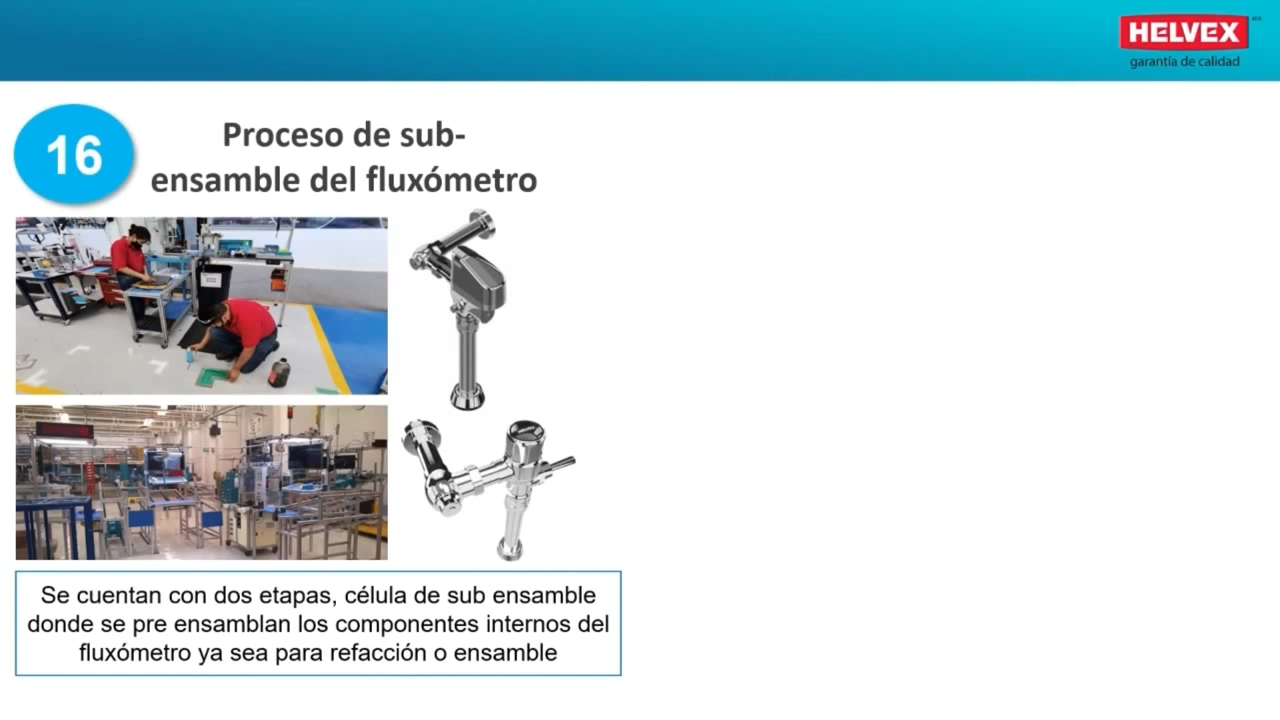 HELVEX
garantía de calidad
16
Proceso de sub-
ensamble del fluxómetro
Se cuentan con dos etapas, célula de sub ensamble
donde se pre ensamblan los componentes internos del
fluxómetro ya sea para refacción o ensamble